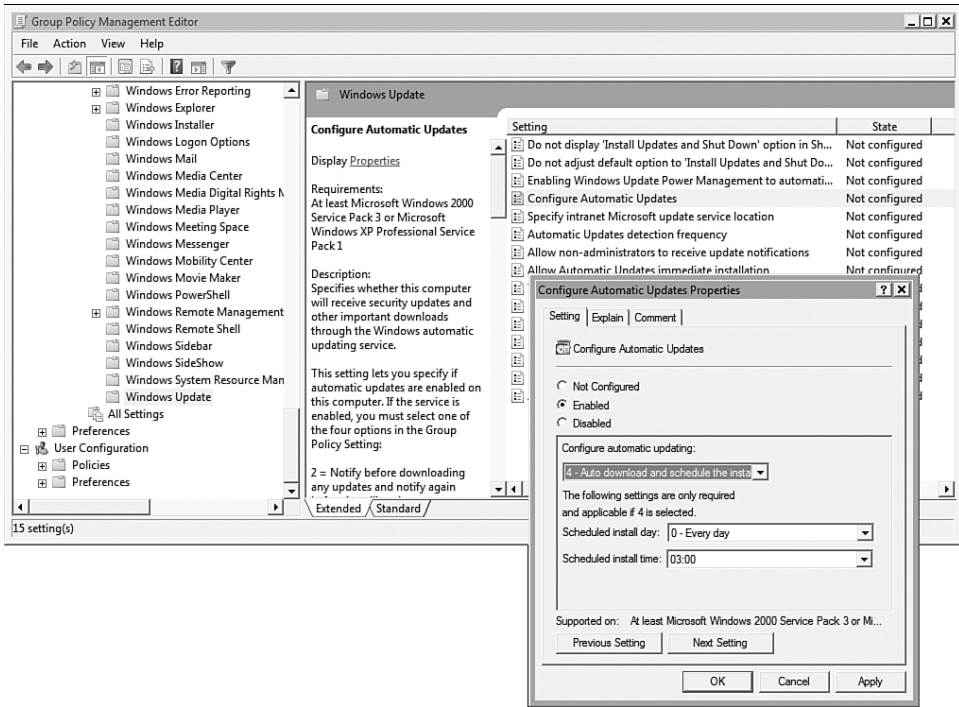 Group Policy Management Editor
File Action View Help
Windows Error Reporting
Windows Explorer
Windows Installer
Windows Logon Options
Windows Mail
Windows Media Center
Windows Media Digital Rights M
Windows Media Player
Windows Meeting Space
Windows Messenger
Windows Mobility Center
Windows Movie Maker
Windows PowerShell
Windows Remote Management
Windows Remote Shell
Windows Sidebar
Windows SideShow
Windows System Resource Man
Windows Update
All Settings
Preferences
User Configuration
Policies
Preferences
15 setting(s)
Windows Update
Configure Automatic Updates
Display Properties
Requirements:
At least Microsoft Windows 2000
Service Pack 3 or Microsoft
Windows XP Professional Service
Pack 1
Description:
Specifies whether this computer
will receive security updates and
other important downloads
through the Windows automatic
updating service.
This setting lets you specify if
automatic updates are enabled on
this computer. If the service is
enabled, you must select one of
the four options in the Group
Policy Setting:
2 = Notify before downloading
any updates and notify again
Extended Standard
Setting State
Do not display 'Install Updates and Shut Down' option in Sh... Not configured
Do not adjust default option to 'Install Updates and Shut Do... Not configured
Enabling Windows Update Power Management to automati... Not configured
Configure Automatic Updates Not configured
Specify intranet Microsoft update service location Not configured
Automatic Updates detection frequency Not configured
Allow non-administrators to receive update notifications Not configured
Allow Automatic Updates immediate installation Not configured
Configure Automatic Updates Properties
Setting Explain Comment
Configure Automatic Updates
Not Configured
Enabled
Disabled
Configure automatic updating:
4 - Auto download and schedule the insta
The following settings are only required
and applicable if 4 is selected.
Scheduled install day: 0 - Every day
Scheduled install time: 03:00
Supported on: At least Microsoft Windows 2000 Service Pack 3 or Mi...
Previous Setting Next Setting
OK Cancel Apply